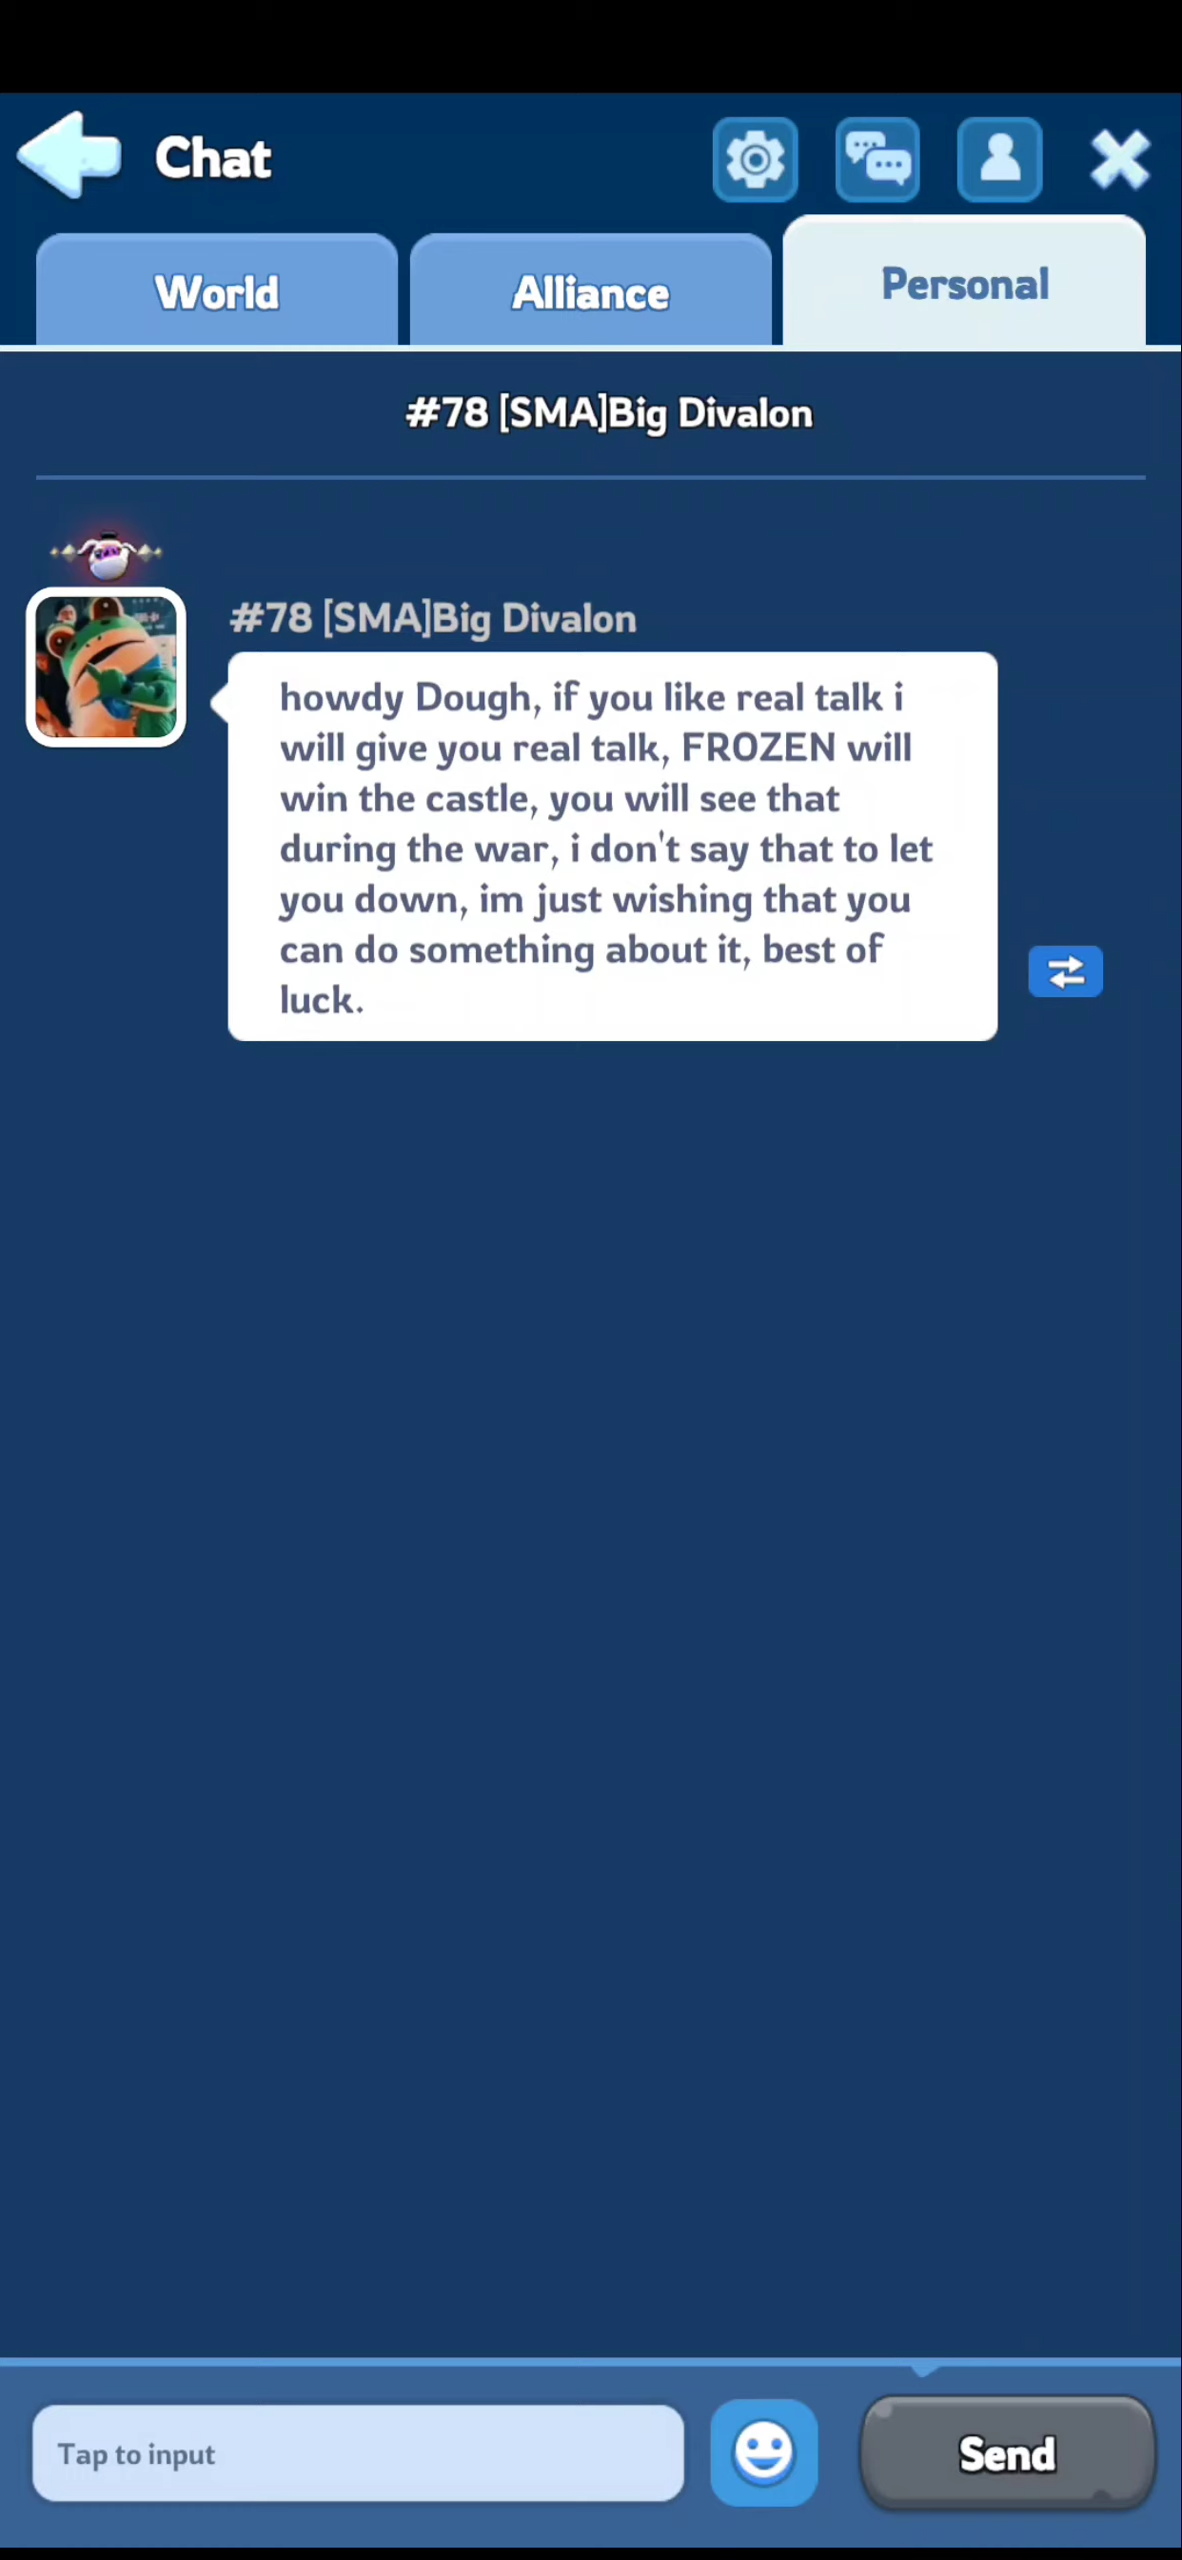 Chat
World
Alliance
Personal
#78 [SMA]Big Divalon
#78 [SMA]Big Divalon
howdy Dough, if you like real talk i
will give you real talk, FROZEN will
win the castle, you will see that
during the war, i don't say that to let
you down, im just wishing that you
can do something about it, best of
luck.
Tap to input
Send